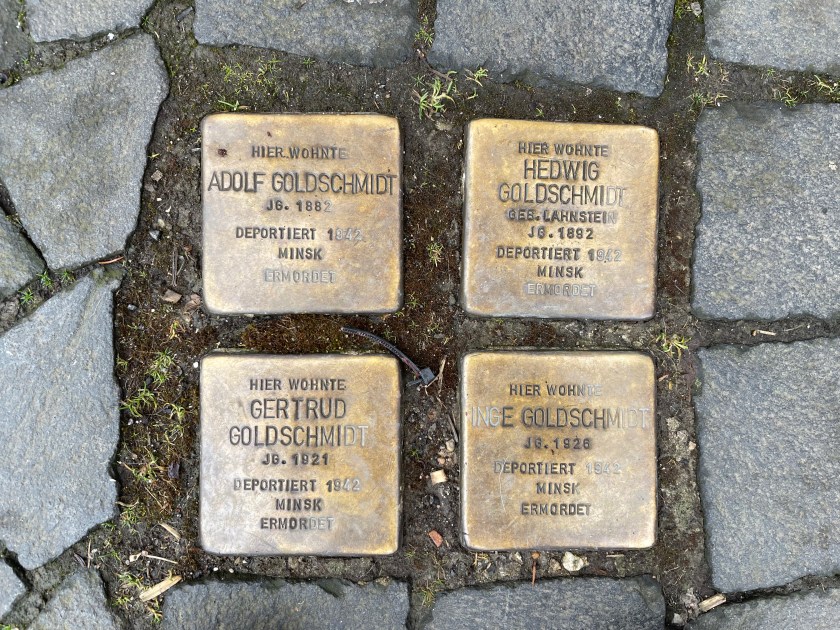 HIER WOHNTE
ADOLF GOLDSCHMIDT
JG. 1882
DEPORTIERT 1942
MINSK
ERMORDET
HIER WOHNTE
HEDWIG
GOLDSCHMIDT
GEB. LAHNSTEIN
JG. 1892
DEPORTIERT 1942
MINSK
ERMORDET
HIER WOHNTE
GERTRUD
GOLDSCHMIDT
JG. 1921
DEPORTIERT 1942
MINSK
ERMORDET
HIER WOHNTE
INGE GOLDSCHMIDT
JG. 1926
DEPORTIERT 1942
MINSK
ERMORDET